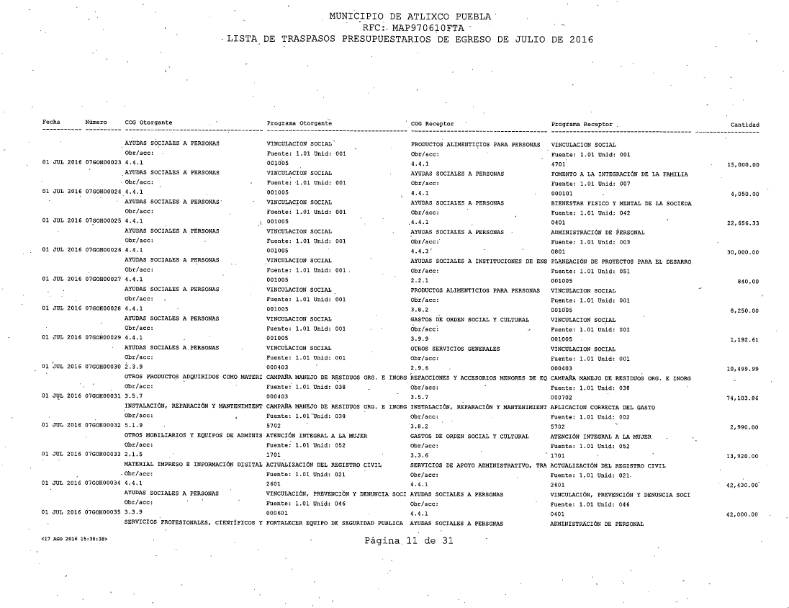 MUNICIPIO DE ATLIXCO PUEBLA
RFC: MAP970610FTA
LISTA DE TRASPASOS PRESUPUESTARIOS DE EGRESO DE JULIO DE 2016
Fecha Número COG Otorgante Programa Otorgante COG Receptor Programa Receptor Cantidad
AYUDAS SOCIALES A PERSONAS VINCULACION SOCIAL PRODUCTOS ALIMENTICIOS PARA PERSONAS VINCULACION SOCIAL
Obr/acc: Fuente: 1.01 Unid: 001 Obr/acc: Fuente: 1.01 Unid: 001
01 JUL 2016 07GOH00023 4.4.1 001005 4.4.1 4701 15,000.00
AYUDAS SOCIALES A PERSONAS VINCULACION SOCIAL AYUDAS SOCIALES A PERSONAS FOMENTO A LA INTEGRACIÓN DE LA FAMILIA
Obr/acc: Fuente: 1.01 Unid: 001 Obr/acc: Fuente: 1.01 Unid: 007
01 JUL 2016 07GOH00024 4.4.1 001005 4.4.1 000101 4,050.00
AYUDAS SOCIALES A PERSONAS VINCULACION SOCIAL AYUDAS SOCIALES A PERSONAS BIENESTAR FISICO Y MENTAL DE LA SOCIEDA
Obr/acc: Fuente: 1.01 Unid: 001 Obr/acc: Fuente: 1.01 Unid: 042
01 JUL 2016 07GOH00025 4.4.1 001005 4.4.1 0401 22,656.33
AYUDAS SOCIALES A PERSONAS VINCULACION SOCIAL AYUDAS SOCIALES A PERSONAS ADMINISTRACIÓN DE PERSONAL
Obr/acc: Fuente: 1.01 Unid: 001 Obr/acc: Fuente: 1.01 Unid: 003
01 JUL 2016 07GOH00026 4.4.1 001005 4.4.3 0801 30,000.00
AYUDAS SOCIALES A PERSONAS VINCULACION SOCIAL AYUDAS SOCIALES A INSTITUCIONES DE ENS PLANEACIÓN DE PROYECTOS PARA EL DESARRO
Obr/acc: Fuente: 1.01 Unid: 001 Obr/acc: Fuente: 1.01 Unid: 051
01 JUL 2016 07GOH00027 4.4.1 001005 2.2.1 001005 840.00
AYUDAS SOCIALES A PERSONAS VINCULACION SOCIAL PRODUCTOS ALIMENTICIOS PARA PERSONAS VINCULACION SOCIAL
Obr/acc: Fuente: 1.01 Unid: 001 Obr/acc: Fuente: 1.01 Unid: 001
01 JUL 2016 07GOH00028 4.4.1 001005 3.8.2 001005 8,250.00
AYUDAS SOCIALES A PERSONAS VINCULACION SOCIAL GASTOS DE ORDEN SOCIAL Y CULTURAL VINCULACION SOCIAL
Obr/acc: Fuente: 1.01 Unid: 001 Obr/acc: Fuente: 1.01 Unid: 001
01 JUL 2016 07GOH00029 4.4.1 001005 3.9.9 001005 1,192.61
AYUDAS SOCIALES A PERSONAS VINCULACION SOCIAL OTROS SERVICIOS GENERALES VINCULACION SOCIAL
Obr/acc: Fuente: 1.01 Unid: 001 Obr/acc: Fuente: 1.01 Unid: 001
01 JUL 2016 07GOH00030 2.3.9 000403 2.9.6 000403 10,499.99
OTROS PRODUCTOS ADQUIRIDOS COMO MATERI CAMPAÑA MANEJO DE RESIDUOS ORG. E INORG REFACCIONES Y ACCESORIOS MENORES DE EQ CAMPAÑA MANEJO DE RESIDUOS ORG. E INORG
Obr/acc: Fuente: 1.01 Unid: 038 Obr/acc: Fuente: 1.01 Unid: 038
01 JUL 2016 07GOH00031 3.5.7 000403 3.5.7 000702 74,103.06
INSTALACIÓN, REPARACIÓN Y MANTENIMIENT CAMPAÑA MANEJO DE RESIDUOS ORG. E INORG INSTALACIÓN, REPARACIÓN Y MANTENIMIENT APLICACION CORRECTA DEL GASTO
Obr/acc: Fuente: 1.01 Unid: 038 Obr/acc: Fuente: 1.01 Unid: 002
01 JUL 2016 07GOH00032 5.1.9 5702 3.8.2 5702 2,990.00
OTROS MOBILIARIOS Y EQUIPOS DE ADMINIS ATENCIÓN INTEGRAL A LA MUJER GASTOS DE ORDEN SOCIAL Y CULTURAL ATENCIÓN INTEGRAL A LA MUJER
Obr/acc: Fuente: 1.01 Unid: 052 Obr/acc: Fuente: 1.01 Unid: 052
01 JUL 2016 07GOH00033 2.1.5 1701 3.3.6 1701 13,920.00
MATERIAL IMPRESO E INFORMACIÓN DIGITAL ACTUALIZACIÓN DEL REGISTRO CIVIL SERVICIOS DE APOYO ADMINISTRATIVO, TRA ACTUALIZACIÓN DEL REGISTRO CIVIL
Obr/acc: Fuente: 1.01 Unid: 021 Obr/acc: Fuente: 1.01 Unid: 021
01 JUL 2016 07GOH00034 4.4.1 2601 4.4.1 2601 42,420.00
AYUDAS SOCIALES A PERSONAS VINCULACIÓN, PREVENCIÓN Y DENUNCIA SOCI AYUDAS SOCIALES A PERSONAS VINCULACIÓN, PREVENCIÓN Y DENUNCIA SOCI
Obr/acc: Fuente: 1.01 Unid: 046 Obr/acc: Fuente: 1.01 Unid: 046
01 JUL 2016 07GOH00035 3.3.9 000601 4.4.1 0401 42,000.00
SERVICIOS PROFESIONALES, CIENTÍFICOS Y FORTALECER EQUIPO DE SEGURIDAD PUBLICA AYUDAS SOCIALES A PERSONAS ADMINISTRACIÓN DE PERSONAL
<17 AGO 2016 15:38:38> Página 11 de 31